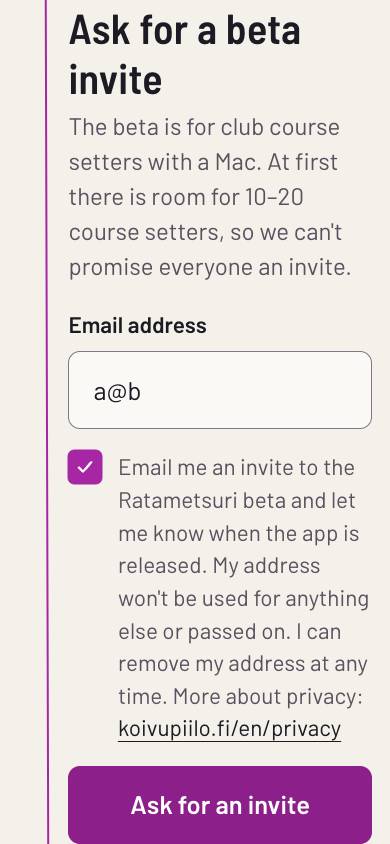 Ask for a beta
invite
The beta is for club course
setters with a Mac. At first
there is room for 10–20
course setters, so we can't
promise everyone an invite.
Email address
a@b
Email me an invite to the
Ratametsuri beta and let
me know when the app is
released. My address
won't be used for anything
else or passed on. I can
remove my address at any
time. More about privacy:
koivupiilo.fi/en/privacy
Ask for an invite